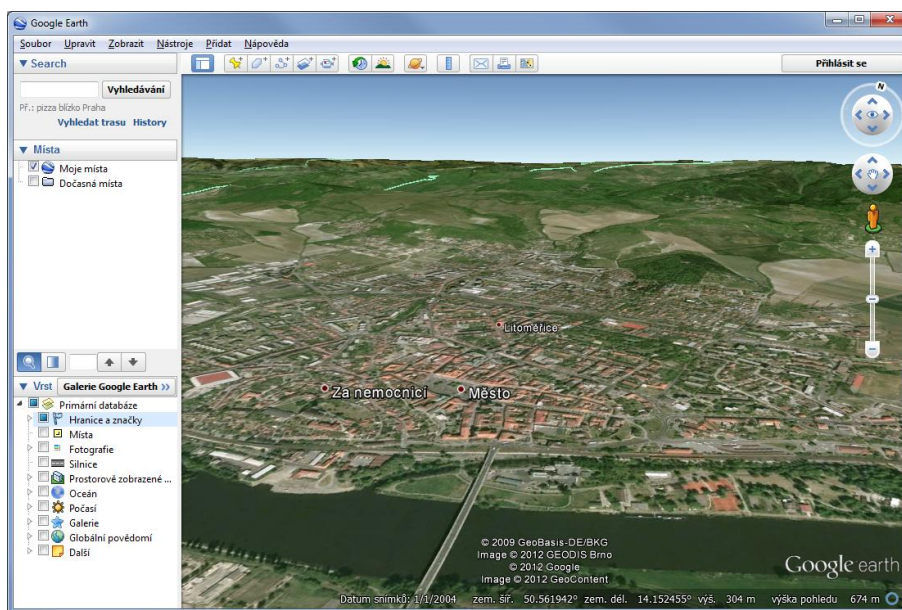 Google Earth
Soubor Upravit Zobrazit Nástroje Přidat Nápověda
Search
Přihlásit se
N
Vyhledávání
Př.: pizza blízko Praha
Vyhledat trasu History
Místa
Moje místa
Dočasná místa
Litoměřice
Za nemocnicí
Město
Vrst Galerie Google Earth >>
Primární databáze
Hranice a značky
Místa
Fotografie
Silnice
Prostorově zobrazené ...
Oceán
Počasí
Galerie
Globální povědomí
Další
© 2009 GeoBasis-DE/BKG
Image © 2012 GEODIS Brno
© 2012 Google
Image © 2012 GeoContent
Google earth
Datum snímků: 1/1/2004 zem. šíř. 50.561942° zem. dél. 14.152455° výš. 304 m výška pohledu 674 m